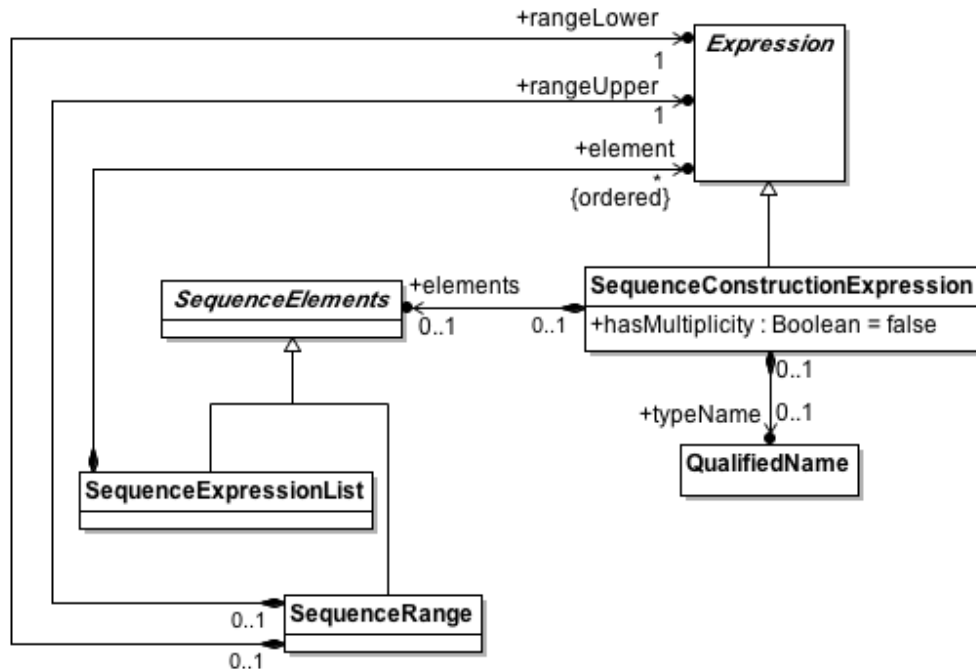 +rangeLower
1
Expression
+rangeUpper
1
+element
*
{ordered}
SequenceElements
+elements
0..1
0..1
SequenceConstructionExpression
+hasMultiplicity : Boolean = false
0..1
+typeName
0..1
QualifiedName
SequenceExpressionList
SequenceRange
0..1
0..1